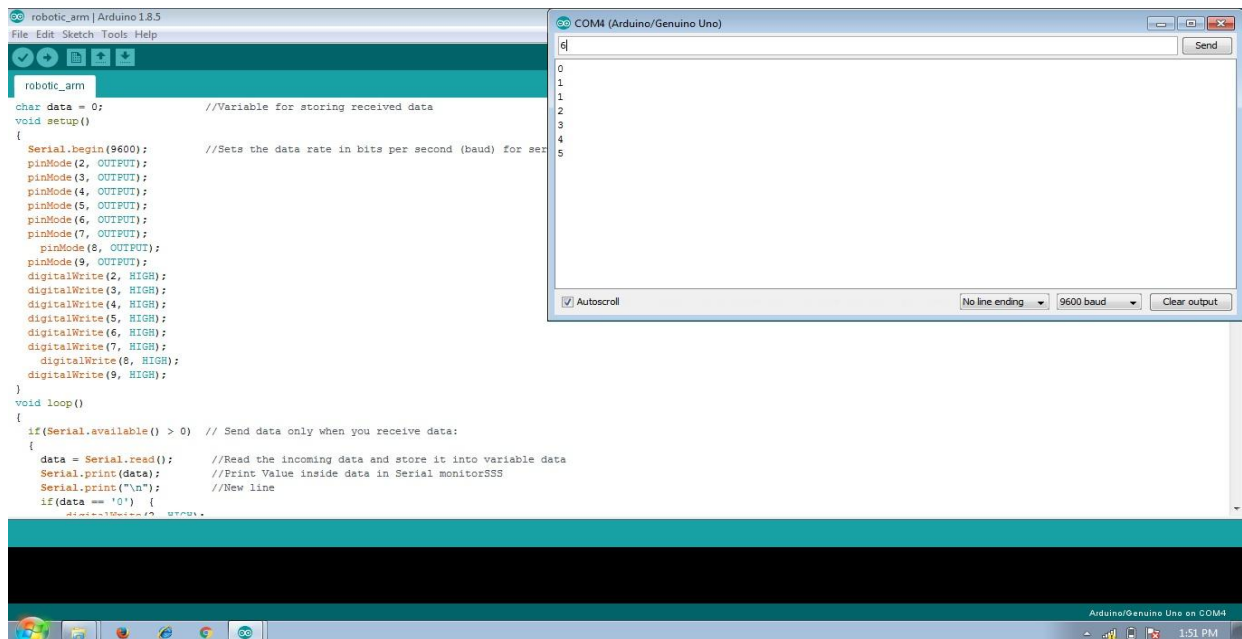 robotic_arm | Arduino 1.8.5
File Edit Sketch Tools Help
robotic_arm
char data = 0; //Variable for storing received data
void setup()
{
Serial.begin(9600); //Sets the data rate in bits per second (baud) for ser
pinMode(2, OUTPUT);
pinMode(3, OUTPUT);
pinMode(4, OUTPUT);
pinMode(5, OUTPUT);
pinMode(6, OUTPUT);
pinMode(7, OUTPUT);
pinMode(8, OUTPUT);
pinMode(9, OUTPUT);
digitalWrite(2, HIGH);
digitalWrite(3, HIGH);
digitalWrite(4, HIGH);
digitalWrite(5, HIGH);
digitalWrite(6, HIGH);
digitalWrite(7, HIGH);
digitalWrite(8, HIGH);
digitalWrite(9, HIGH);
}
void loop()
{
if(Serial.available() > 0) // Send data only when you receive data:
{
data = Serial.read(); //Read the incoming data and store it into variable data
Serial.print(data); //Print Value inside data in Serial monitorSSS
Serial.print("\n"); //New line
if(data == '0') {
digitalWrite(2, HIGH);
COM4 (Arduino/Genuino Uno)
6
Send
0
1
1
2
3
4
5
Autoscroll
No line ending
9600 baud
Clear output
Arduino/Genuino Uno on COM4
1:51 PM